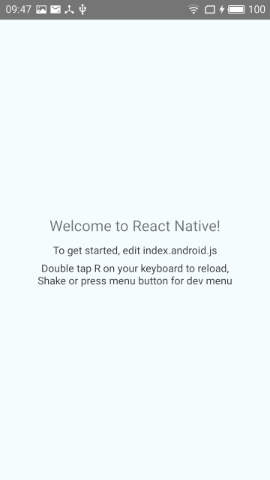 09:47 100
Welcome to React Native!
To get started, edit index.android.js
Double tap R on your keyboard to reload,
Shake or press menu button for dev menu